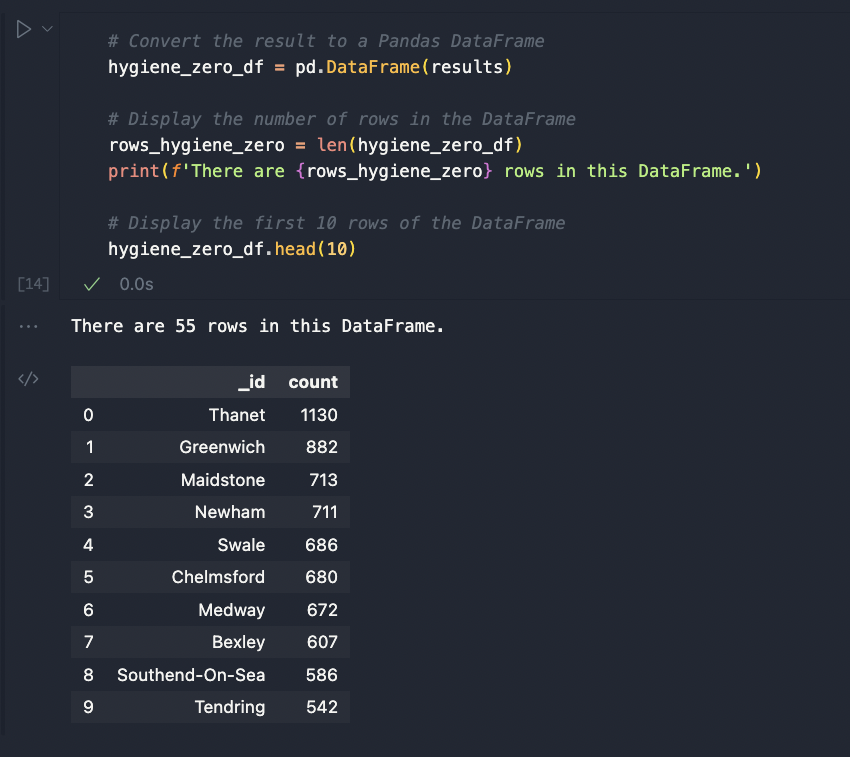 # Convert the result to a Pandas DataFrame
hygiene_zero_df = pd.DataFrame(results)
# Display the number of rows in the DataFrame
rows_hygiene_zero = len(hygiene_zero_df)
print(f'There are {rows_hygiene_zero} rows in this DataFrame.')
# Display the first 10 rows of the DataFrame
hygiene_zero_df.head(10)
[14] 0.0s
There are 55 rows in this DataFrame.
_id count
0 Thanet 1130
1 Greenwich 882
2 Maidstone 713
3 Newham 711
4 Swale 686
5 Chelmsford 680
6 Medway 672
7 Bexley 607
8 Southend-On-Sea 586
9 Tendring 542